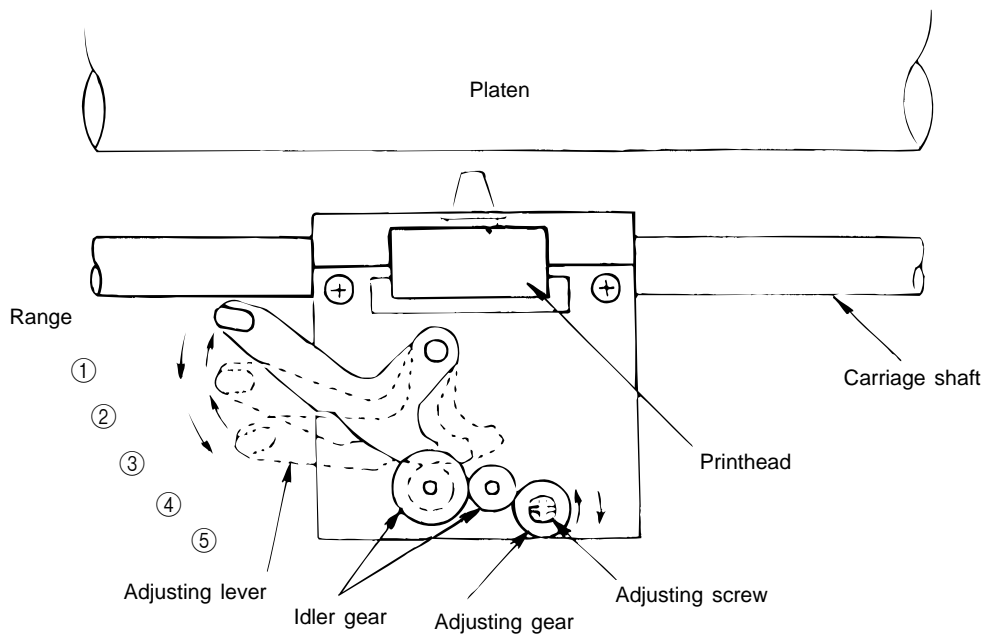 Platen
Range
①
②
③
④
⑤
Carriage shaft
Printhead
Adjusting lever
Idler gear
Adjusting gear
Adjusting screw